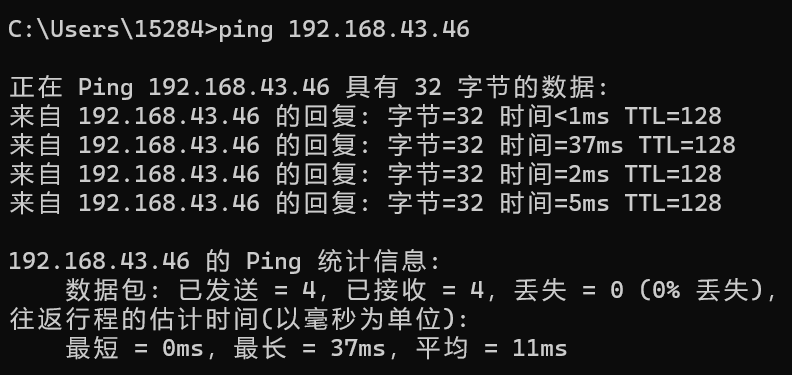 C:\Users\15284>ping 192.168.43.46
正在 Ping 192.168.43.46 具有 32 字节的数据:
来自 192.168.43.46 的回复: 字节=32 时间<1ms TTL=128
来自 192.168.43.46 的回复: 字节=32 时间=37ms TTL=128
来自 192.168.43.46 的回复: 字节=32 时间=2ms TTL=128
来自 192.168.43.46 的回复: 字节=32 时间=5ms TTL=128
192.168.43.46 的 Ping 统计信息:
    数据包: 已发送 = 4, 已接收 = 4, 丢失 = 0 (0% 丢失),
往返行程的估计时间(以毫秒为单位):
    最短 = 0ms, 最长 = 37ms, 平均 = 11ms